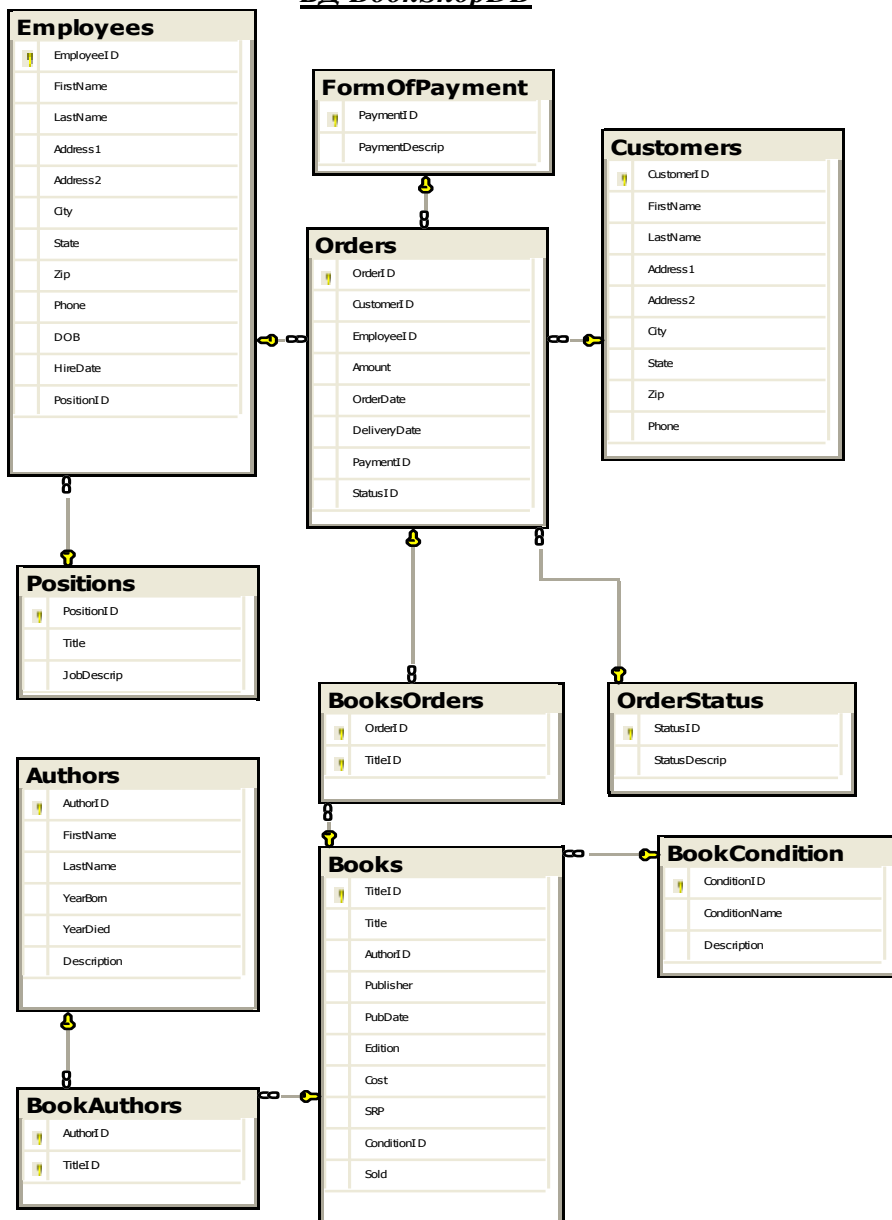 БД BookShopDB
Employees
EmployeeID
FirstName
LastName
Address1
Address2
City
State
Zip
Phone
DOB
HireDate
PositionID
FormOfPayment
PaymentID
PaymentDescrip
Customers
CustomerID
FirstName
LastName
Address1
Address2
City
State
Zip
Phone
Orders
OrderID
CustomerID
EmployeeID
Amount
OrderDate
DeliveryDate
PaymentID
StatusID
Positions
PositionID
Title
JobDescrip
BooksOrders
OrderID
TitleID
OrderStatus
StatusID
StatusDescrip
Authors
AuthorID
FirstName
LastName
YearBorn
YearDied
Description
Books
TitleID
Title
AuthorID
Publisher
PubDate
Edition
Cost
SRP
ConditionID
Sold
BookCondition
ConditionID
ConditionName
Description
BookAuthors
AuthorID
TitleID